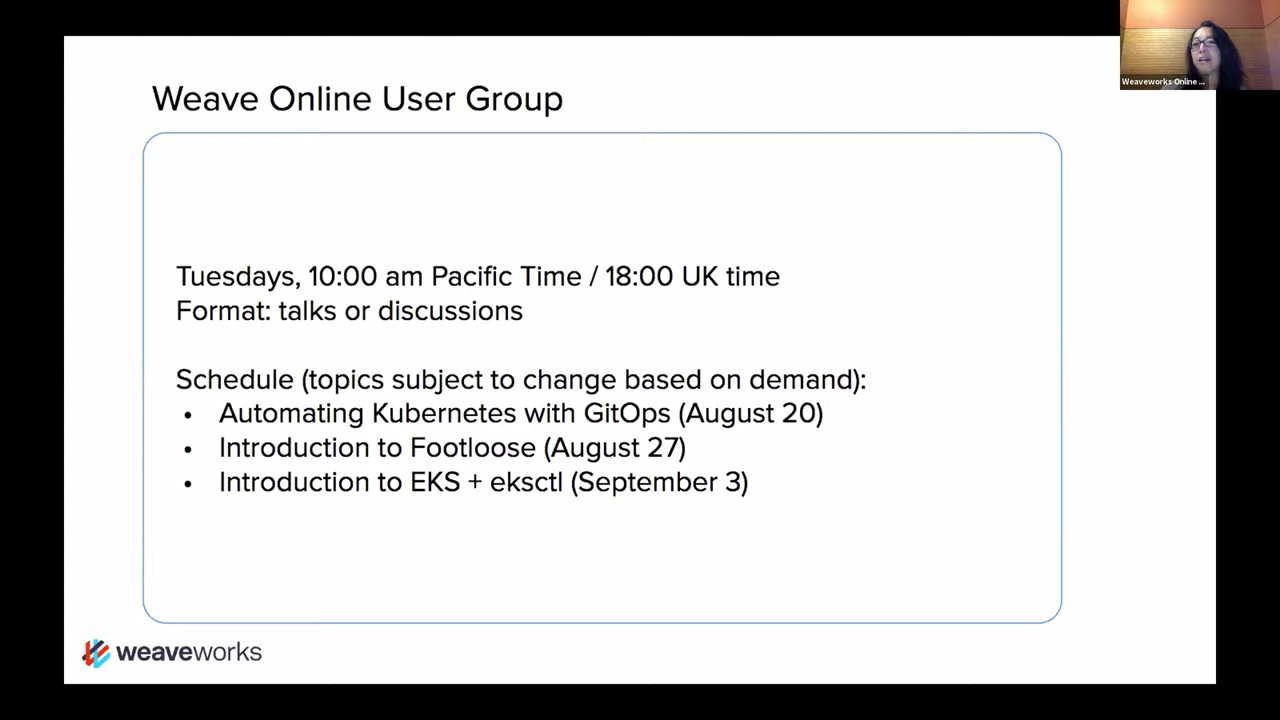 Weave Online User Group
Weaveworks Online ...
Tuesdays, 10:00 am Pacific Time / 18:00 UK time
Format: talks or discussions
Schedule (topics subject to change based on demand):
• Automating Kubernetes with GitOps (August 20)
• Introduction to Footloose (August 27)
• Introduction to EKS + eksctl (September 3)
weaveworks